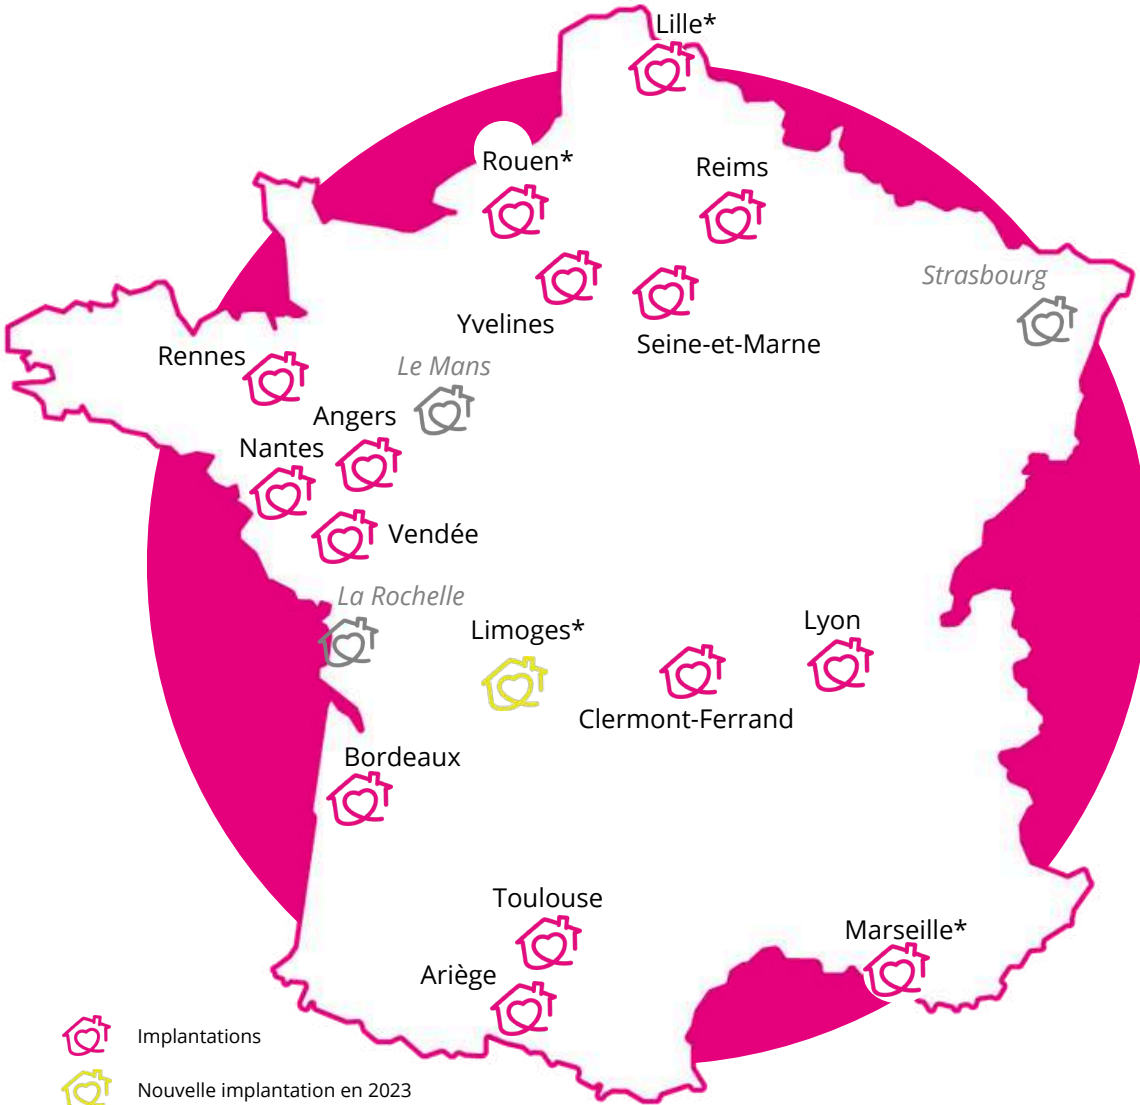 Lille*
Rouen*
Reims
Strasbourg
Yvelines
Seine-et-Marne
Rennes
Le Mans
Angers
Nantes
Vendée
La Rochelle
Limoges*
Lyon
Clermont-Ferrand
Bordeaux
Toulouse
Marseille*
Ariège
Implantations
Nouvelle implantation en 2023